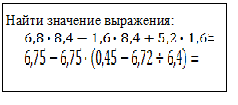 Найти значение выражения:
6,8 · 8,4 − 1,6 · 8,4 + 5,2 · 1,6=
6,75 − 6,75 · (0,45 − 6,72 ÷ 6,4) =